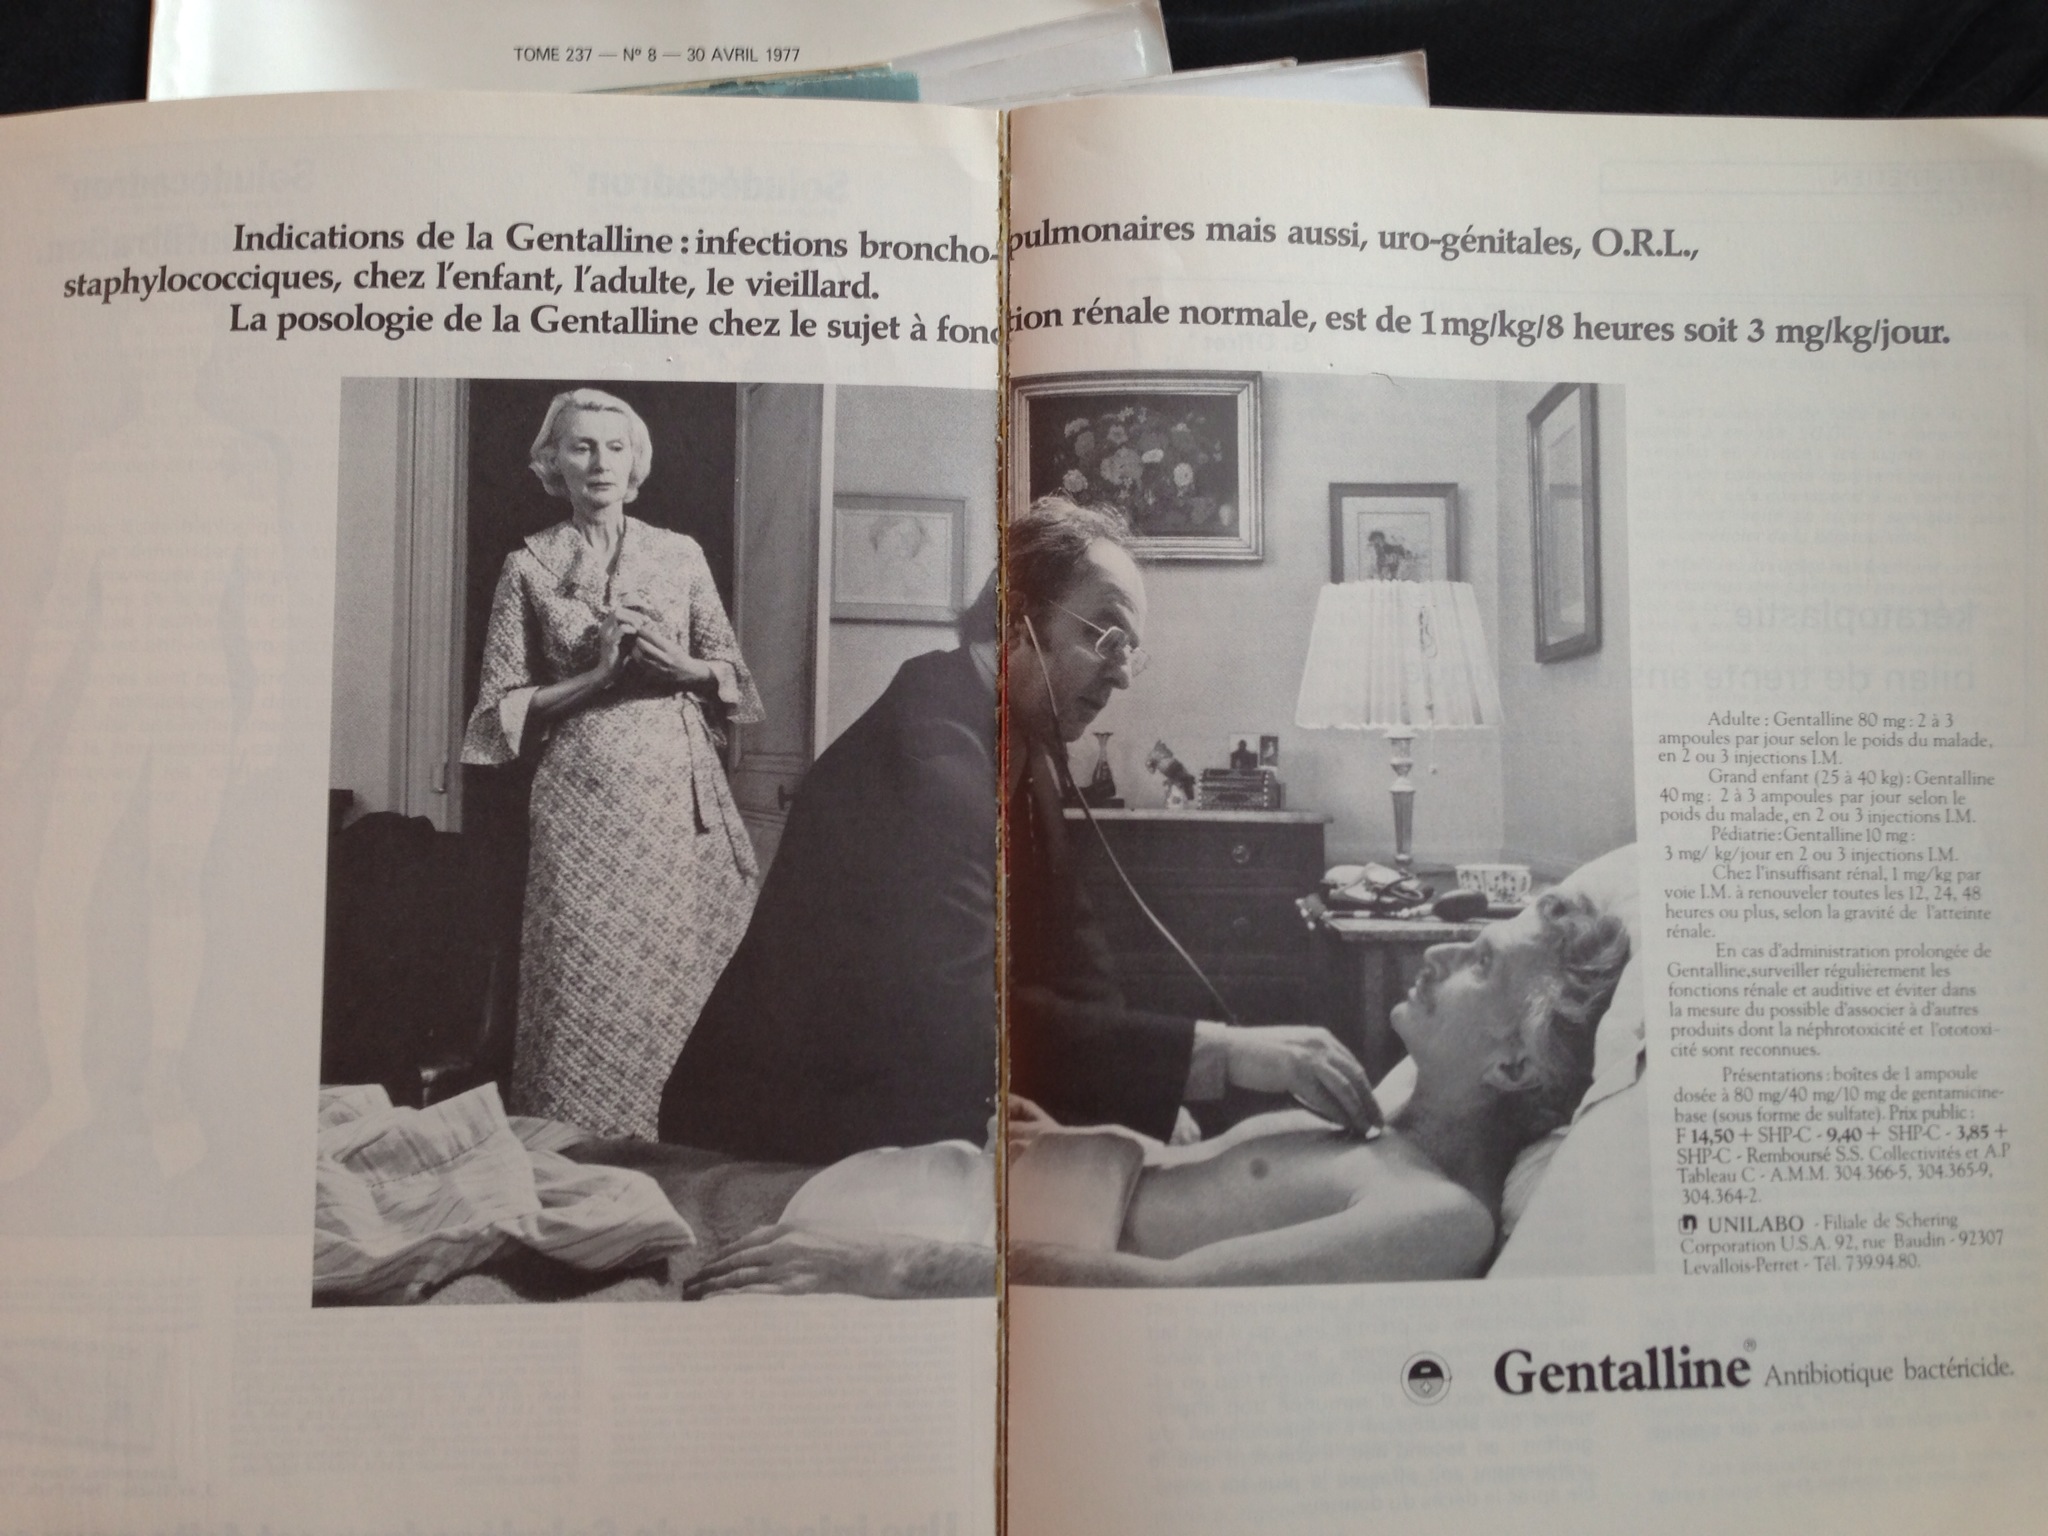 TOME 237 — Nº 8 — 30 AVRIL 1977
Indications de la Gentalline : infections broncho-pulmonaires mais aussi, uro-génitales, O.R.L.,
staphylococciques, chez l'enfant, l'adulte, le vieillard.
La posologie de la Gentalline chez le sujet à fonction rénale normale, est de 1 mg/kg/8 heures soit 3 mg/kg/jour.
Adulte : Gentalline 80 mg : 2 à 3
ampoules par jour selon le poids du malade,
en 2 ou 3 injections I.M.
Grand enfant (25 à 40 kg) : Gentalline
40 mg : 2 à 3 ampoules par jour selon le
poids du malade, en 2 ou 3 injections I.M.
Pédiatrie : Gentalline 10 mg :
3 mg/ kg/jour en 2 ou 3 injections I.M.
Chez l'insuffisant rénal, 1 mg/kg par
voie I.M. à renouveler toutes les 12, 24, 48
heures ou plus, selon la gravité de l'atteinte
rénale.
En cas d'administration prolongée de
Gentalline, surveiller régulièrement les
fonctions rénale et auditive et éviter dans
la mesure du possible d'associer à d'autres
produits dont la néphrotoxicité et l'ototoxi-
cité sont reconnues.
Présentations : boîtes de 1 ampoule
dosée à 80 mg/40 mg/10 mg de gentamicine-
base (sous forme de sulfate). Prix public :
F 14,50 + SHP-C - 9,40 + SHP-C - 3,85 +
SHP-C - Remboursé S.S. Collectivités et A.P
Tableau C - A.M.M. 304.366-5, 304.365-9,
304.364-2.
UNILABO - Filiale de Schering
Corporation U.S.A. 92, rue Baudin - 92307
Levallois-Perret - Tél. 739.94.80.
Gentalline® Antibiotique bactéricide.